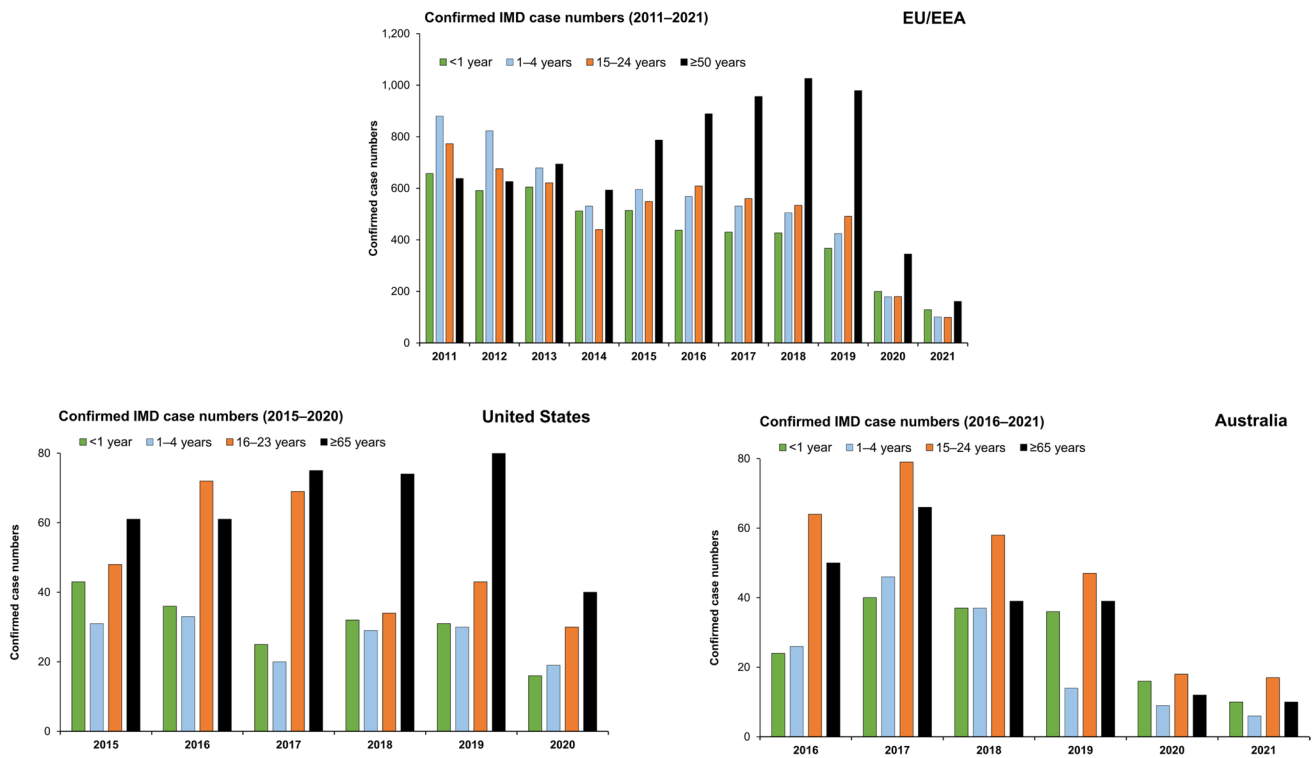 Confirmed IMD case numbers (2011–2021)
EU/EEA
<1 year 1–4 years 15–24 years ≥50 years
Confirmed case numbers
1,200
1,000
800
600
400
200
0
2011 2012 2013 2014 2015 2016 2017 2018 2019 2020 2021
Confirmed IMD case numbers (2015–2020)
United States
<1 year 1–4 years 16–23 years ≥65 years
Confirmed case numbers
80
60
40
20
0
2015 2016 2017 2018 2019 2020
Confirmed IMD case numbers (2016–2021)
Australia
<1 year 1–4 years 15–24 years ≥65 years
Confirmed case numbers
80
60
40
20
0
2016 2017 2018 2019 2020 2021